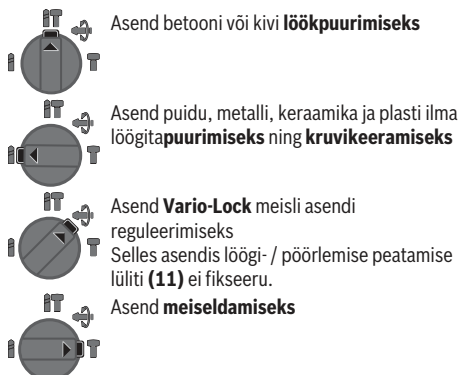 Asend betooni või kivi löökpuurimiseks
Asend puidu, metalli, keraamika ja plasti ilma
löögitapuurimiseks ning kruvikeeramiseks
Asend Vario-Lock meisli asendi
reguleerimiseks
Selles asendis löögi- / pöörlemise peatamise
lüliti (11) ei fikseeru.
Asend meiseldamiseks